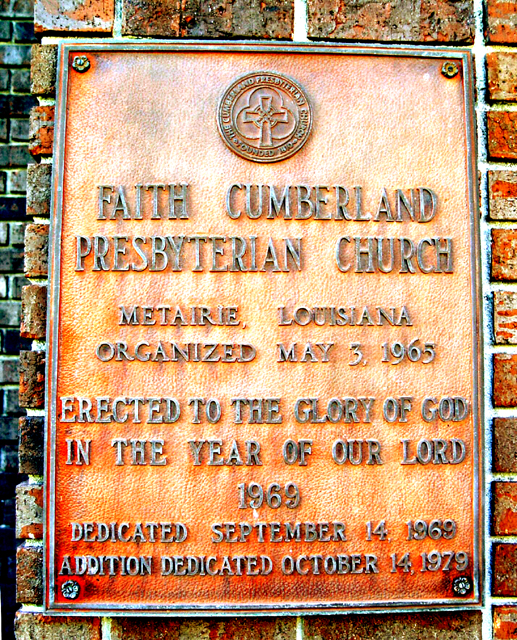 FAITH CUMBERLAND
PRESBYTERIAN CHURCH
METAIRIE, LOUISIANA
ORGANIZED MAY 3, 1965
ERECTED TO THE GLORY OF GOD
IN THE YEAR OF OUR LORD
1969
DEDICATED SEPTEMBER 14 1969
ADDITION DEDICATED OCTOBER 14 1979